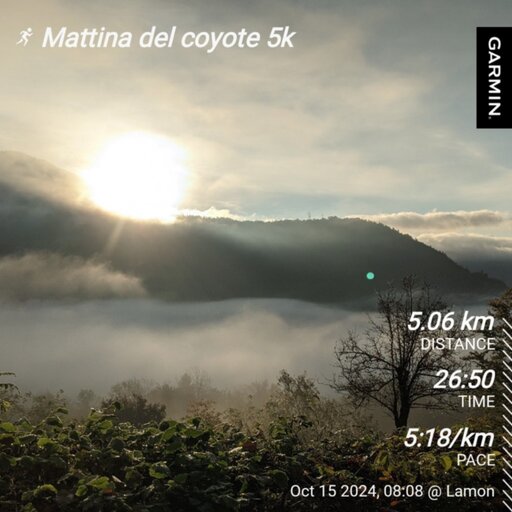 Mattina del coyote 5k
GARMIN.
5.06 km
DISTANCE
26:50
TIME
5:18/km
PACE
Oct 15 2024, 08:08 @ Lamon